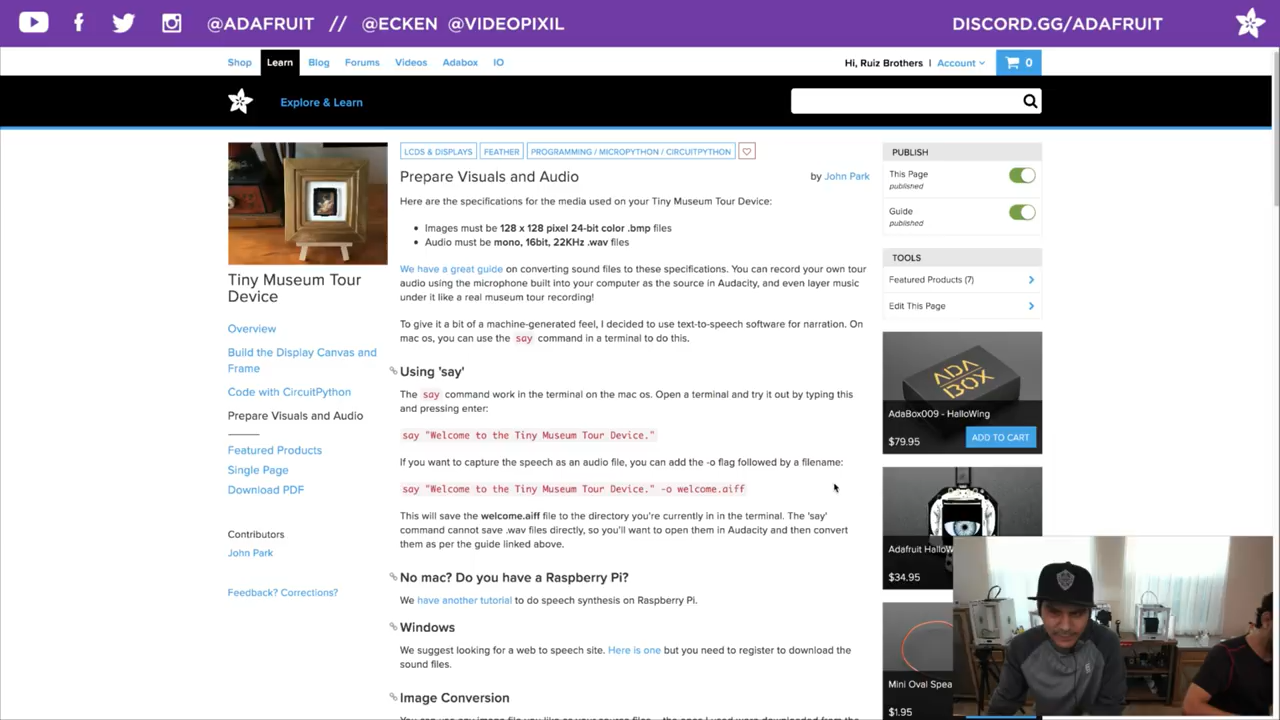 @ADAFRUIT // @ECKEN @VIDEOPIXIL
DISCORD.GG/ADAFRUIT
Shop Learn Blog Forums Videos Adabox IO
Hi, Ruiz Brothers | Account 0
Explore & Learn
LCDS & DISPLAYS FEATHER PROGRAMMING / MICROPYTHON / CIRCUITPYTHON
Prepare Visuals and Audio
by John Park
Here are the specifications for the media used on your Tiny Museum Tour Device:
Images must be 128 x 128 pixel 24-bit color .bmp files
Audio must be mono, 16bit, 22KHz .wav files
We have a great guide on converting sound files to these specifications. You can record your own tour
audio using the microphone built into your computer as the source in Audacity, and even layer music
under it like a real museum tour recording!
To give it a bit of a machine-generated feel, I decided to use text-to-speech software for narration. On
mac os, you can use the say command in a terminal to do this.
Using 'say'
The say command work in the terminal on the mac os. Open a terminal and try it out by typing this
and pressing enter:
say "Welcome to the Tiny Museum Tour Device."
If you want to capture the speech as an audio file, you can add the -o flag followed by a filename:
say "Welcome to the Tiny Museum Tour Device." -o welcome.aiff
This will save the welcome.aiff file to the directory you're currently in in the terminal. The 'say'
command cannot save .wav files directly, so you'll want to open them in Audacity and then convert
them as per the guide linked above.
No mac? Do you have a Raspberry Pi?
We have another tutorial to do speech synthesis on Raspberry Pi.
Windows
We suggest looking for a web to speech site. Here is one but you need to register to download the
sound files.
Image Conversion
Tiny Museum Tour
Device
Overview
Build the Display Canvas and
Frame
Code with CircuitPython
Prepare Visuals and Audio
Featured Products
Single Page
Download PDF
Contributors
John Park
Feedback? Corrections?
PUBLISH
This Page
published
Guide
published
TOOLS
Featured Products (7)
Edit This Page
ADA
BOX
AdaBox009 - HalloWing
$79.95 ADD TO CART
Adafruit HalloW
$34.95
Mini Oval Spea
$1.95